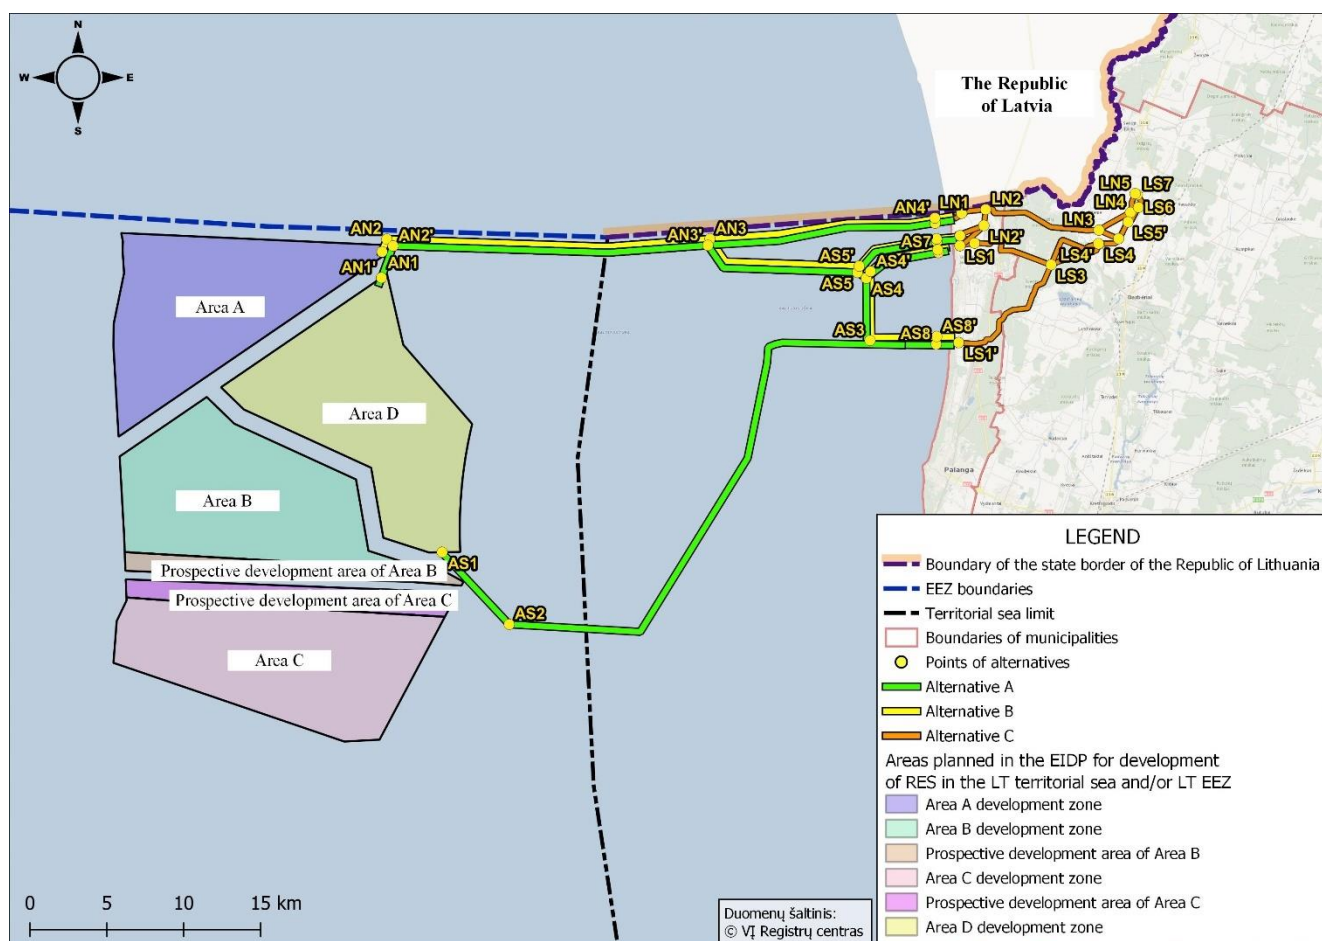 N
W
E
S
The Republic
of Latvia
AN2
AN2'
AN1'
AN1
AN3'
AN3
AN4'
LN1
LN2
LN5
LS7
LN4
LS6
LN3
LS5'
LN2'
LS4'
LS4
LS3
AS7
LS1
AS5'
AS4'
AS5
AS4
AS3
AS8
AS8'
LS1'
Area A
Area D
Area B
Palanga
AS1
Prospective development area of Area B
Prospective development area of Area C
AS2
Area C
LEGEND
Boundary of the state border of the Republic of Lithuania
EEZ boundaries
Territorial sea limit
Boundaries of municipalities
Points of alternatives
Alternative A
Alternative B
Alternative C
Areas planned in the EIDP for development
of RES in the LT territorial sea and/or LT EEZ
Area A development zone
Area B development zone
Prospective development area of Area B
Area C development zone
Prospective development area of Area C
Area D development zone
0 5 10 15 km
Duomenų šaltinis:
© VĮ Registrų centras